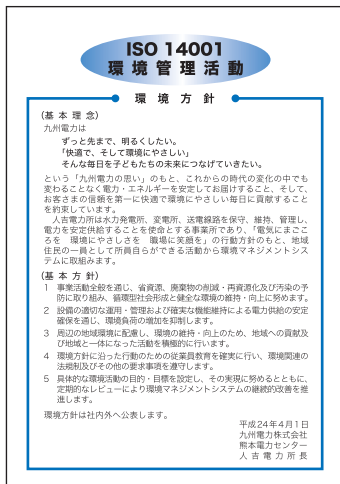 ISO 14001
環境管理活動
環境方針
(基本理念)
九州電力は
ずっと先まで、明るくしたい。
「快適で、そして環境にやさしい」
そんな毎日を子どもたちの未来につなげていきたい。
という「九州電力の思い」のもと、これからの時代の変化の中でも
変わることなく電力・エネルギーを安定してお届けすること、そして、
お客さまの信頼を第一に快適で環境にやさしい毎日に貢献すること
を約束しています。
人吉電力所は水力発電所、変電所、送電線路を保守、維持、管理し、
電力を安定供給することを使命とする事業所であり、「電気にまごこ
ろを 環境にやさしさを 職場に笑顔を」の行動方針のもと、地域
住民の一員として所員自らができる活動から環境マネジメントシス
テムに取組みます。
(基本方針)
1 事業活動全般を通じ、省資源、廃棄物の削減・再資源化及び汚染の予
防に取り組み、循環型社会形成と健全な環境の維持・向上に努めます。
2 設備の適切な運用・管理および確実な機能維持による電力供給の安定
確保を通じ、環境負荷の増加を抑制します。
3 周辺の地域環境に配慮し、環境の維持・向上のため、地域への貢献及
び地域と一体になった活動を積極的に行います。
4 環境方針に沿った行動のための従業員教育を確実に行い、環境関連の
法規制及びその他の要求事項を遵守します。
5 具体的な環境活動の目的・目標を設定し、その実現に努めるとともに、
定期的なレビューにより環境マネジメントシステムの継続的改善を推
進します。
環境方針は社内外へ公表します。
平成24年4月1日
九州電力株式会社
熊本電力センター
人吉電力所長